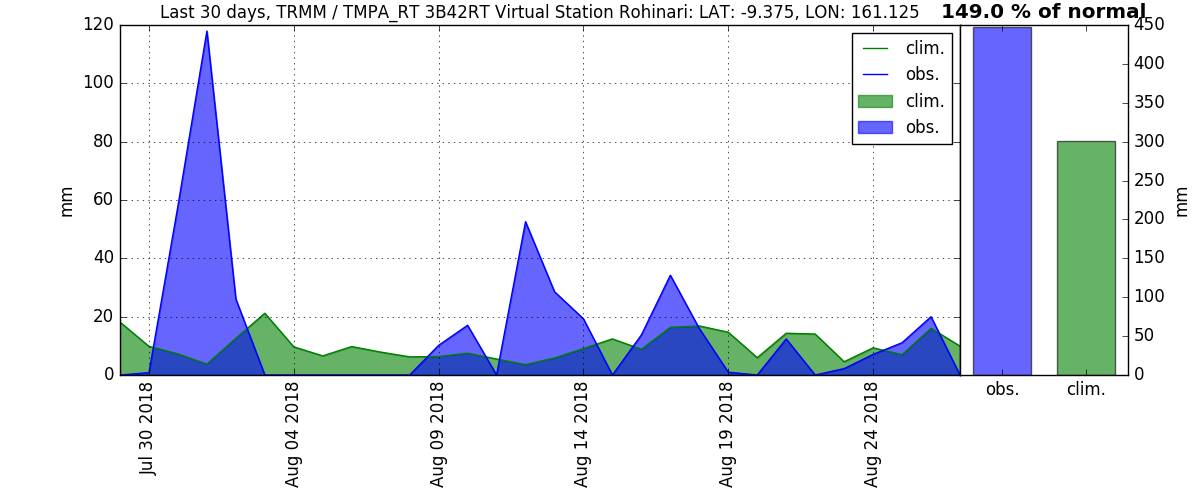 Last 30 days, TRMM / TMPA_RT 3B42RT Virtual Station Rohinari: LAT: -9.375, LON: 161.125
149.0 % of normal
120
100
80
60
40
20
0
mm
clim.
obs.
clim.
obs.
450
400
350
300
250
200
150
100
50
0
mm
obs.
clim.
Jul 30 2018
Aug 04 2018
Aug 09 2018
Aug 14 2018
Aug 19 2018
Aug 24 2018